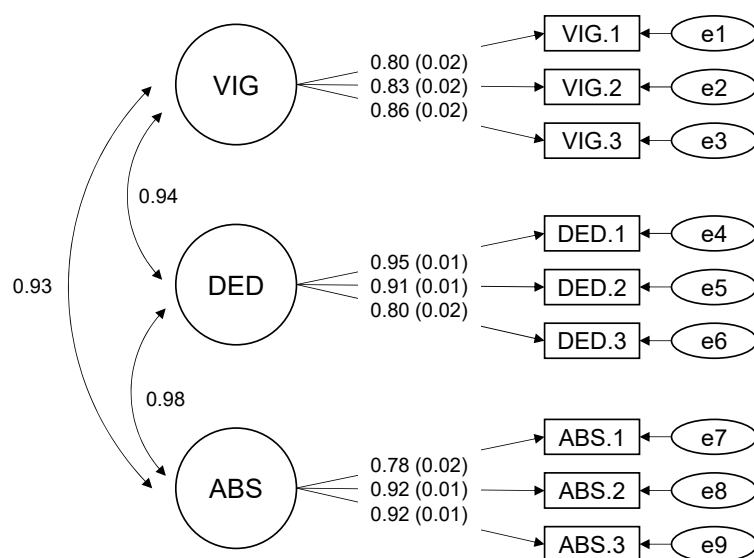 VIG
0.80 (0.02)
0.83 (0.02)
0.86 (0.02)
VIG.1
e1
VIG.2
e2
VIG.3
e3
0.94
0.93
DED
0.95 (0.01)
0.91 (0.01)
0.80 (0.02)
DED.1
e4
DED.2
e5
DED.3
e6
0.98
ABS
0.78 (0.02)
0.92 (0.01)
0.92 (0.01)
ABS.1
e7
ABS.2
e8
ABS.3
e9